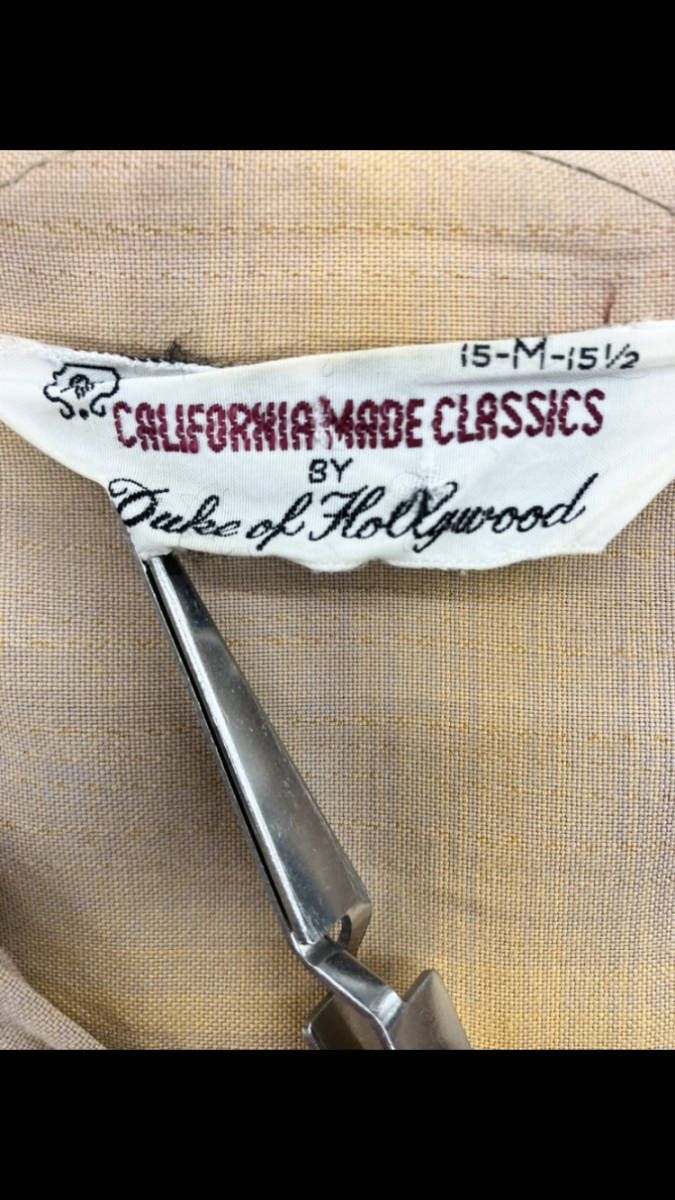 15-M-15½
CALIFORNIA MADE CLASSICS
BY
Duke of Hollywood